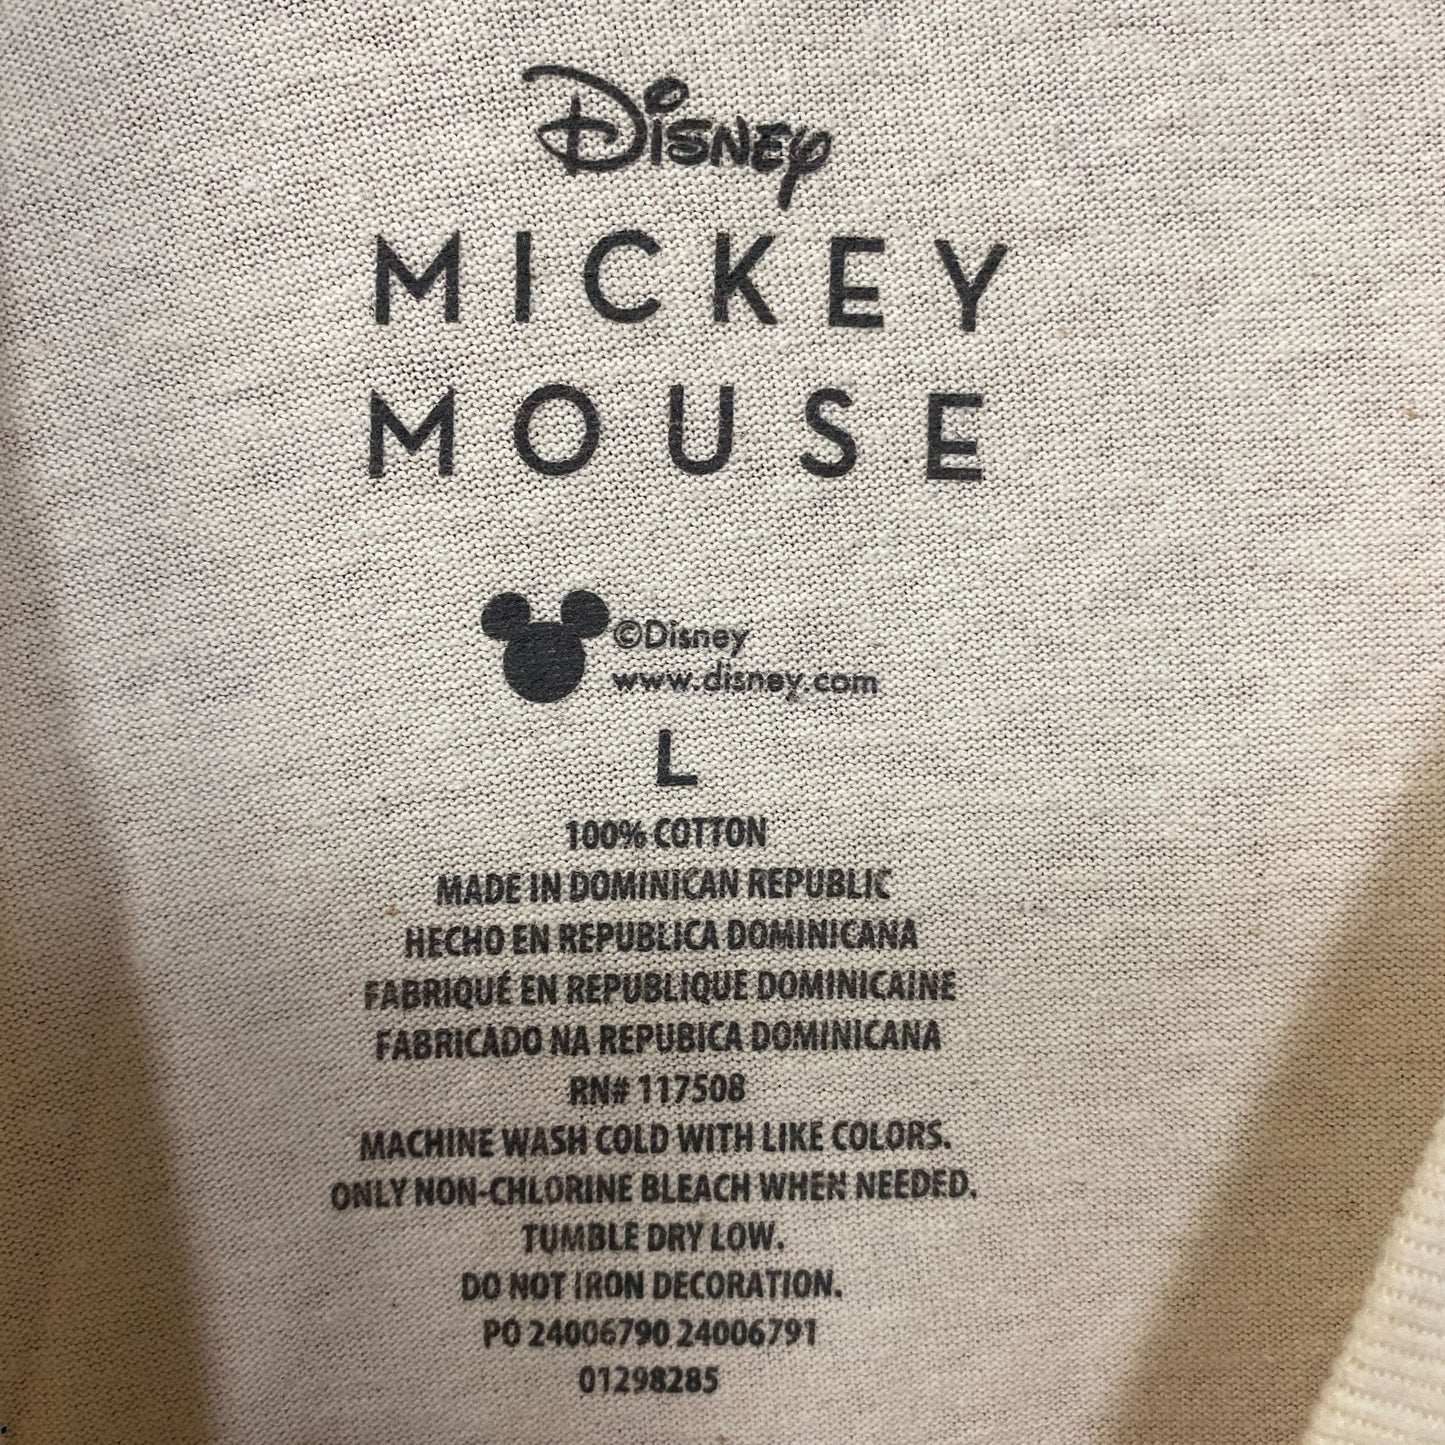 Disney
MICKEY
MOUSE
©Disney
www.disney.com
L
100% COTTON
MADE IN DOMINICAN REPUBLIC
HECHO EN REPUBLICA DOMINICANA
FABRIQUÉ EN REPUBLIQUE DOMINICAINE
FABRICADO NA REPUBICA DOMINICANA
RN# 117508
MACHINE WASH COLD WITH LIKE COLORS.
ONLY NON-CHLORINE BLEACH WHEN NEEDED.
TUMBLE DRY LOW.
DO NOT IRON DECORATION.
PO 24006790 24006791
01298285